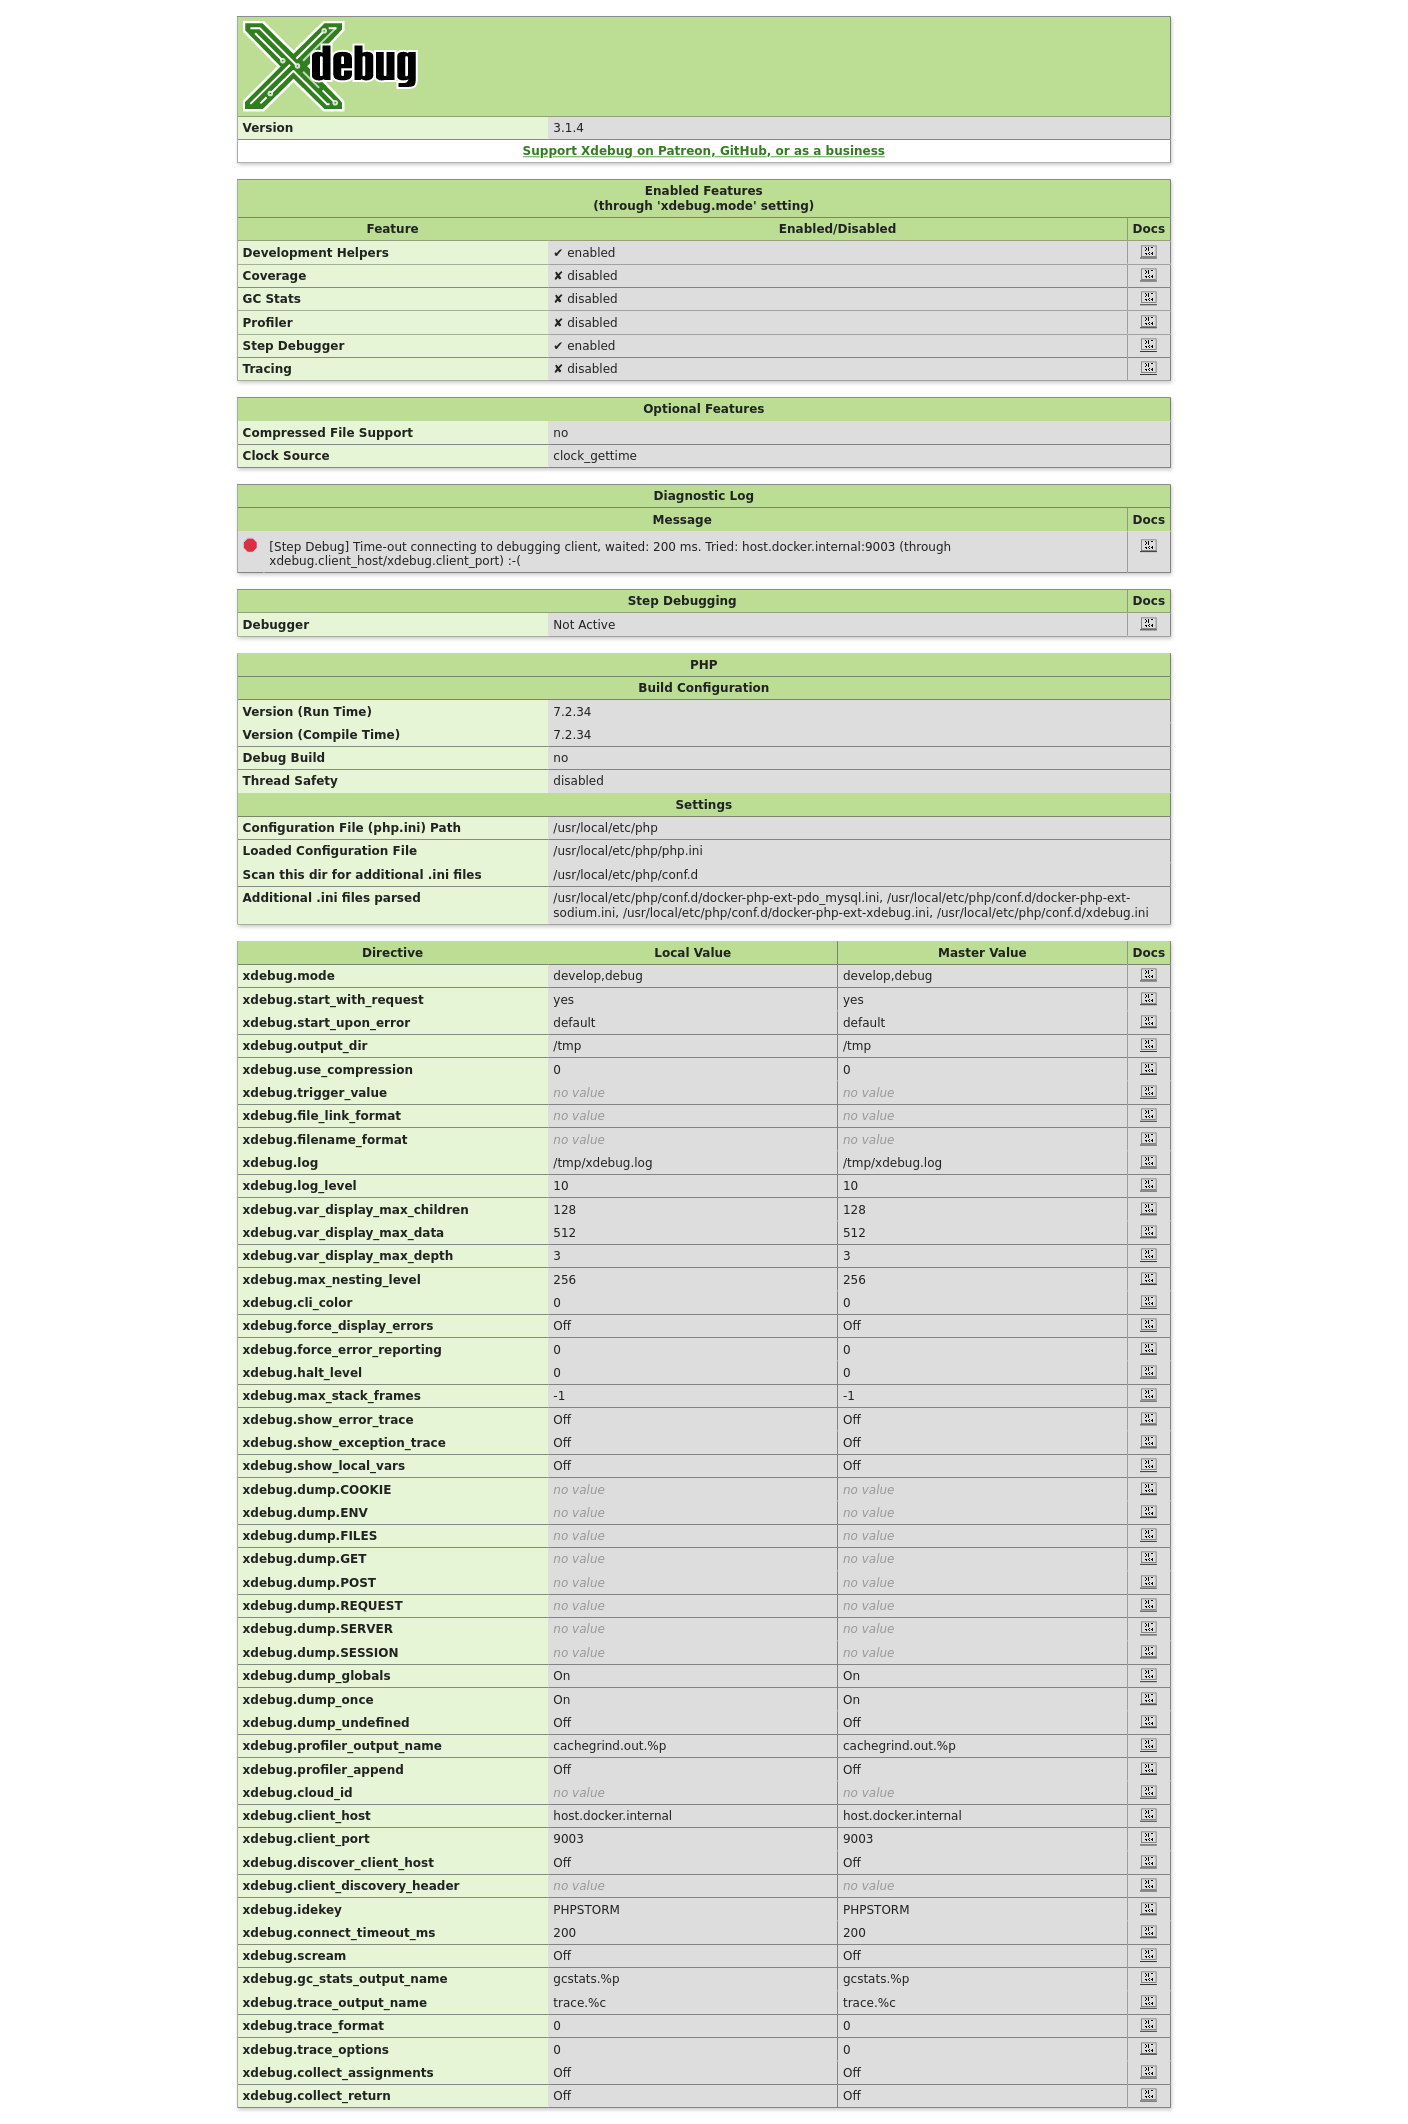 Xdebug
Version 3.1.4
Support Xdebug on Patreon, GitHub, or as a business
Enabled Features
(through 'xdebug.mode' setting)
Feature Enabled/Disabled Docs
Development Helpers ✔ enabled
Coverage ✘ disabled
GC Stats ✘ disabled
Profiler ✘ disabled
Step Debugger ✔ enabled
Tracing ✘ disabled
Optional Features
Compressed File Support no
Clock Source clock_gettime
Diagnostic Log
Message Docs
[Step Debug] Time-out connecting to debugging client, waited: 200 ms. Tried: host.docker.internal:9003 (through
xdebug.client_host/xdebug.client_port) :-(
Step Debugging Docs
Debugger Not Active
PHP
Build Configuration
Version (Run Time) 7.2.34
Version (Compile Time) 7.2.34
Debug Build no
Thread Safety disabled
Settings
Configuration File (php.ini) Path /usr/local/etc/php
Loaded Configuration File /usr/local/etc/php/php.ini
Scan this dir for additional .ini files /usr/local/etc/php/conf.d
Additional .ini files parsed /usr/local/etc/php/conf.d/docker-php-ext-pdo_mysql.ini, /usr/local/etc/php/conf.d/docker-php-ext-
sodium.ini, /usr/local/etc/php/conf.d/docker-php-ext-xdebug.ini, /usr/local/etc/php/conf.d/xdebug.ini
Directive Local Value Master Value Docs
xdebug.mode develop,debug develop,debug
xdebug.start_with_request yes yes
xdebug.start_upon_error default default
xdebug.output_dir /tmp /tmp
xdebug.use_compression 0 0
xdebug.trigger_value no value no value
xdebug.file_link_format no value no value
xdebug.filename_format no value no value
xdebug.log /tmp/xdebug.log /tmp/xdebug.log
xdebug.log_level 10 10
xdebug.var_display_max_children 128 128
xdebug.var_display_max_data 512 512
xdebug.var_display_max_depth 3 3
xdebug.max_nesting_level 256 256
xdebug.cli_color 0 0
xdebug.force_display_errors Off Off
xdebug.force_error_reporting 0 0
xdebug.halt_level 0 0
xdebug.max_stack_frames -1 -1
xdebug.show_error_trace Off Off
xdebug.show_exception_trace Off Off
xdebug.show_local_vars Off Off
xdebug.dump.COOKIE no value no value
xdebug.dump.ENV no value no value
xdebug.dump.FILES no value no value
xdebug.dump.GET no value no value
xdebug.dump.POST no value no value
xdebug.dump.REQUEST no value no value
xdebug.dump.SERVER no value no value
xdebug.dump.SESSION no value no value
xdebug.dump_globals On On
xdebug.dump_once On On
xdebug.dump_undefined Off Off
xdebug.profiler_output_name cachegrind.out.%p cachegrind.out.%p
xdebug.profiler_append Off Off
xdebug.cloud_id no value no value
xdebug.client_host host.docker.internal host.docker.internal
xdebug.client_port 9003 9003
xdebug.discover_client_host Off Off
xdebug.client_discovery_header no value no value
xdebug.idekey PHPSTORM PHPSTORM
xdebug.connect_timeout_ms 200 200
xdebug.scream Off Off
xdebug.gc_stats_output_name gcstats.%p gcstats.%p
xdebug.trace_output_name trace.%c trace.%c
xdebug.trace_format 0 0
xdebug.trace_options 0 0
xdebug.collect_assignments Off Off
xdebug.collect_return Off Off